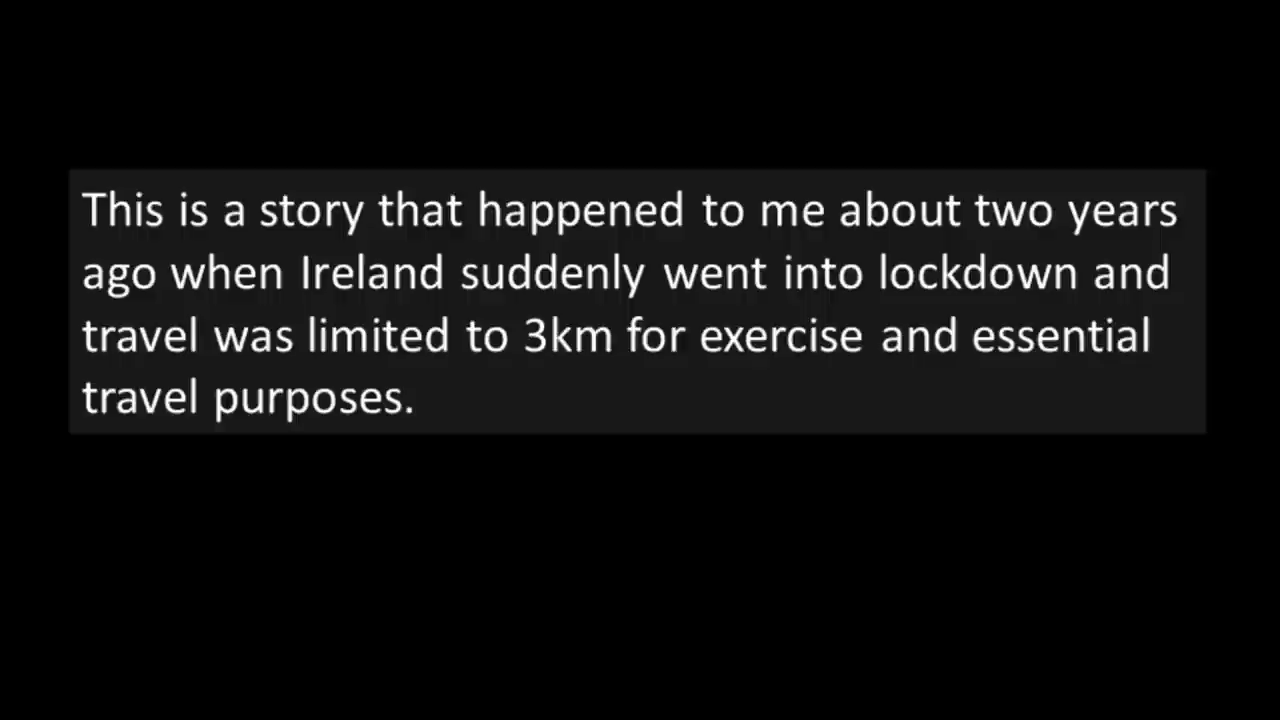 This is a story that happened to me about two years
ago when Ireland suddenly went into lockdown and
travel was limited to 3km for exercise and essential
travel purposes.